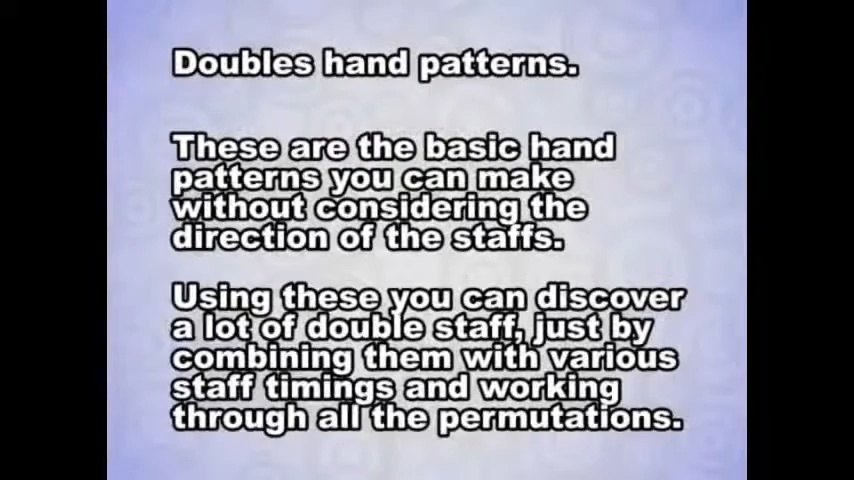 Doubles hand patterns.
These are the basic hand
patterns you can make
without considering the
direction of the staffs.
Using these you can discover
a lot of double staff, just by
combining them with various
staff timings and working
through all the permutations.